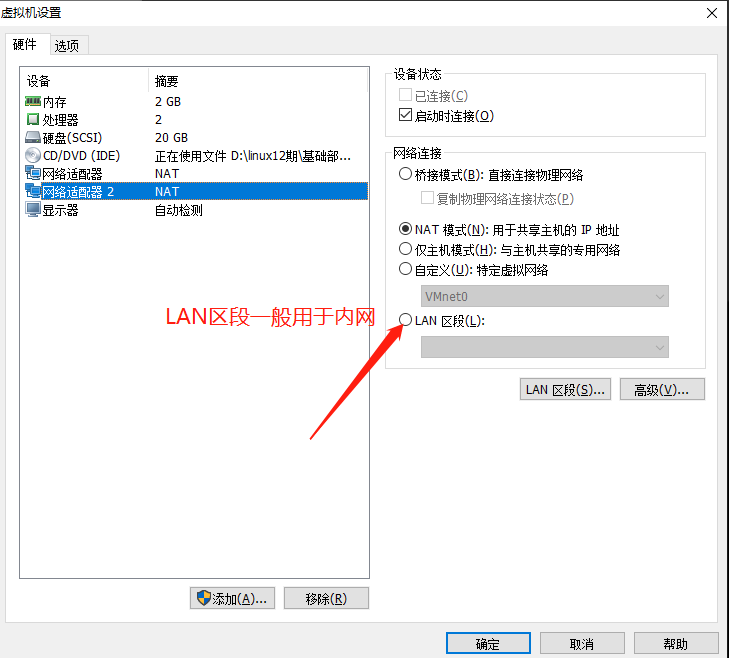 虚拟机设置
硬件 选项
设备 摘要
内存 2 GB
处理器 2
硬盘(SCSI) 20 GB
CD/DVD (IDE) 正在使用文件 D:\linux12期\基础部...
网络适配器 NAT
网络适配器 2 NAT
显示器 自动检测
LAN区段一般用于内网
添加(A)... 移除(R)
设备状态
已连接(C)
启动时连接(O)
网络连接
桥接模式(B): 直接连接物理网络
复制物理网络连接状态(P)
NAT 模式(N): 用于共享主机的 IP 地址
仅主机模式(H): 与主机共享的专用网络
自定义(U): 特定虚拟网络
VMnet0
LAN 区段(L):
LAN 区段(S)... 高级(V)...
确定 取消 帮助